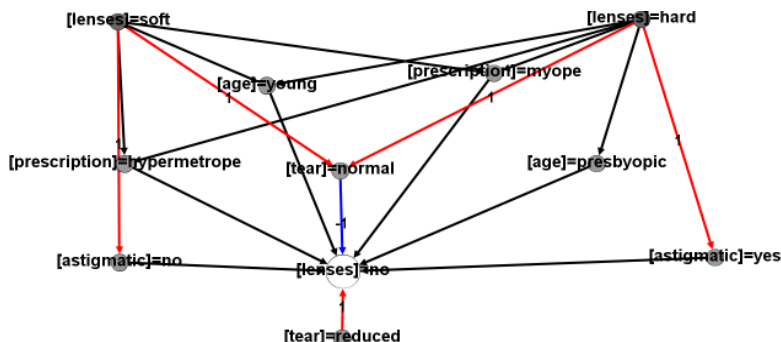 [lenses]=soft
[lenses]=hard
[prescription]=myope
[age]=young
1
1
1
1
[prescription]=hypermetrope
[tear]=normal
[age]=presbyopic
-1
[astigmatic]=no
[lenses]=no
[astigmatic]=yes
1
[tear]=reduced